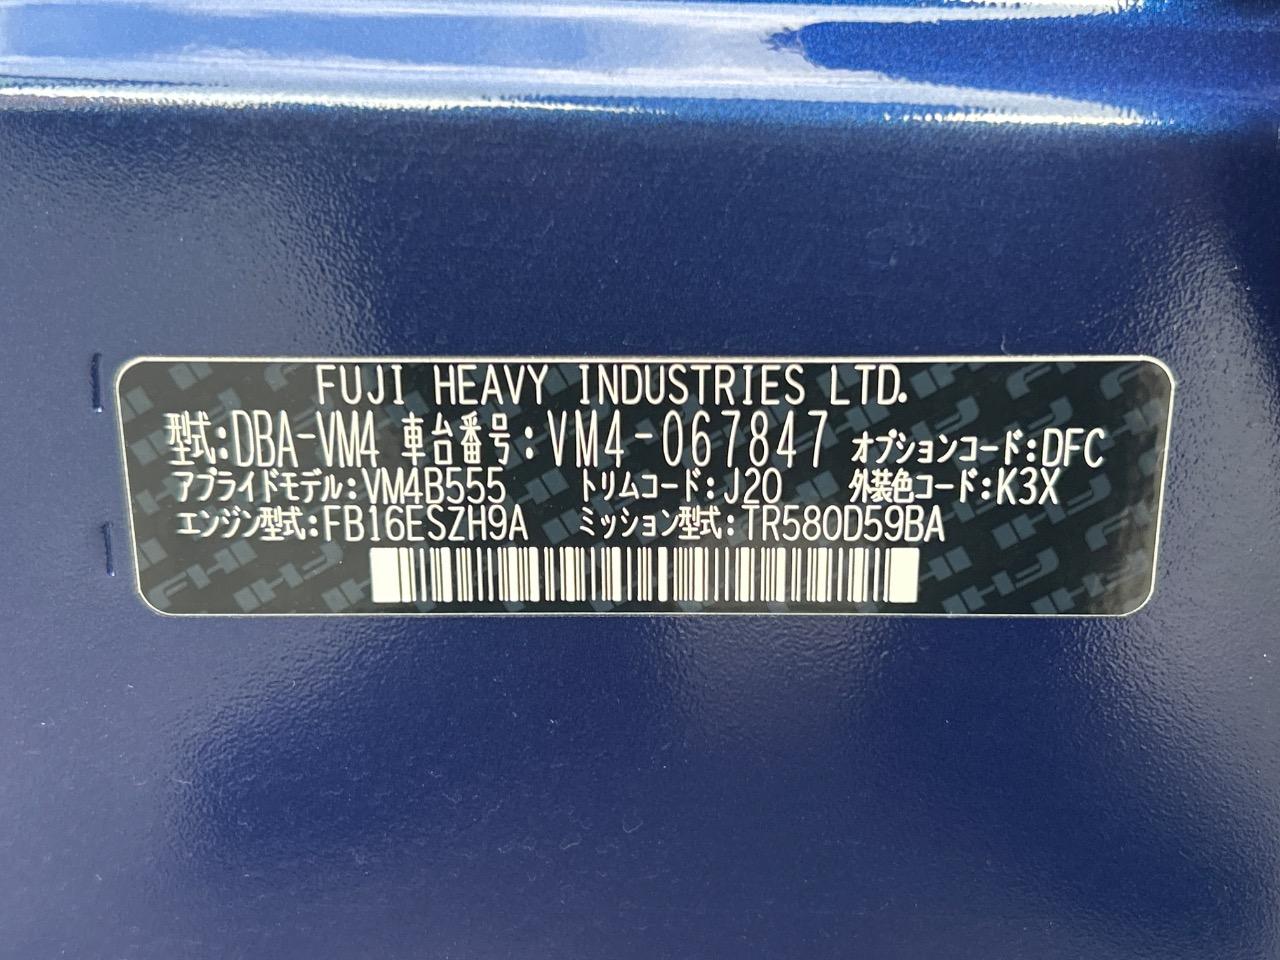 FUJI HEAVY INDUSTRIES LTD.
型式:DBA-VM4 車台番号:VM4-067847 オプションコード:DFC
アプライドモデル:VM4B555 トリムコード:J20 外装色コード:K3X
エンジン型式:FB16ESZH9A ミッション型式:TR580D59BA